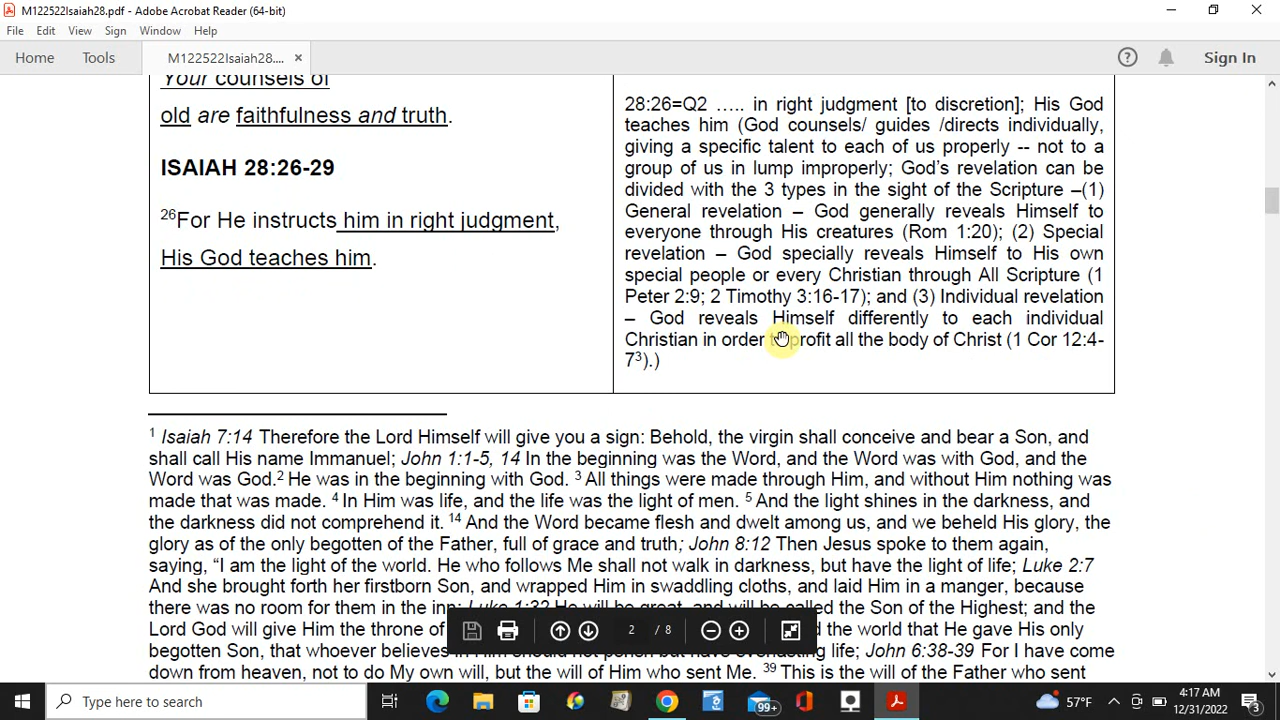 M122522Isaiah28.pdf - Adobe Acrobat Reader (64-bit)
File Edit View Sign Window Help
Home Tools M122522Isaiah28.... × Sign In
Your counsels of
old are faithfulness and truth.
ISAIAH 28:26-29
26For He instructs him in right judgment,
His God teaches him.
28:26=Q2 ….. in right judgment [to discretion]; His God
teaches him (God counsels/ guides /directs individually,
giving a specific talent to each of us properly -- not to a
group of us in lump improperly; God's revelation can be
divided with the 3 types in the sight of the Scripture –(1)
General revelation – God generally reveals Himself to
everyone through His creatures (Rom 1:20); (2) Special
revelation – God specially reveals Himself to His own
special people or every Christian through All Scripture (1
Peter 2:9; 2 Timothy 3:16-17); and (3) Individual revelation
– God reveals Himself differently to each individual
Christian in order to profit all the body of Christ (1 Cor 12:4-
7³).)
1 Isaiah 7:14 Therefore the Lord Himself will give you a sign: Behold, the virgin shall conceive and bear a Son, and
shall call His name Immanuel; John 1:1-5, 14 In the beginning was the Word, and the Word was with God, and the
Word was God.2 He was in the beginning with God. 3 All things were made through Him, and without Him nothing was
made that was made. 4 In Him was life, and the life was the light of men. 5 And the light shines in the darkness, and
the darkness did not comprehend it. 14 And the Word became flesh and dwelt among us, and we beheld His glory, the
glory as of the only begotten of the Father, full of grace and truth; John 8:12 Then Jesus spoke to them again,
saying, "I am the light of the world. He who follows Me shall not walk in darkness, but have the light of life; Luke 2:7
And she brought forth her firstborn Son, and wrapped Him in swaddling cloths, and laid Him in a manger, because
there was no room for them in the inn; Luke 1:32 He will be great, and will be called the Son of the Highest; and the
Lord God will give Him the throne of d the world that He gave His only
begotten Son, that whoever believes in Him should not perish but have everlasting life; John 6:38-39 For I have come
down from heaven, not to do My own will, but the will of Him who sent Me. 39 This is the will of the Father who sent
2 / 8
Type here to search
99+
57°F
4:17 AM
12/31/2022
3